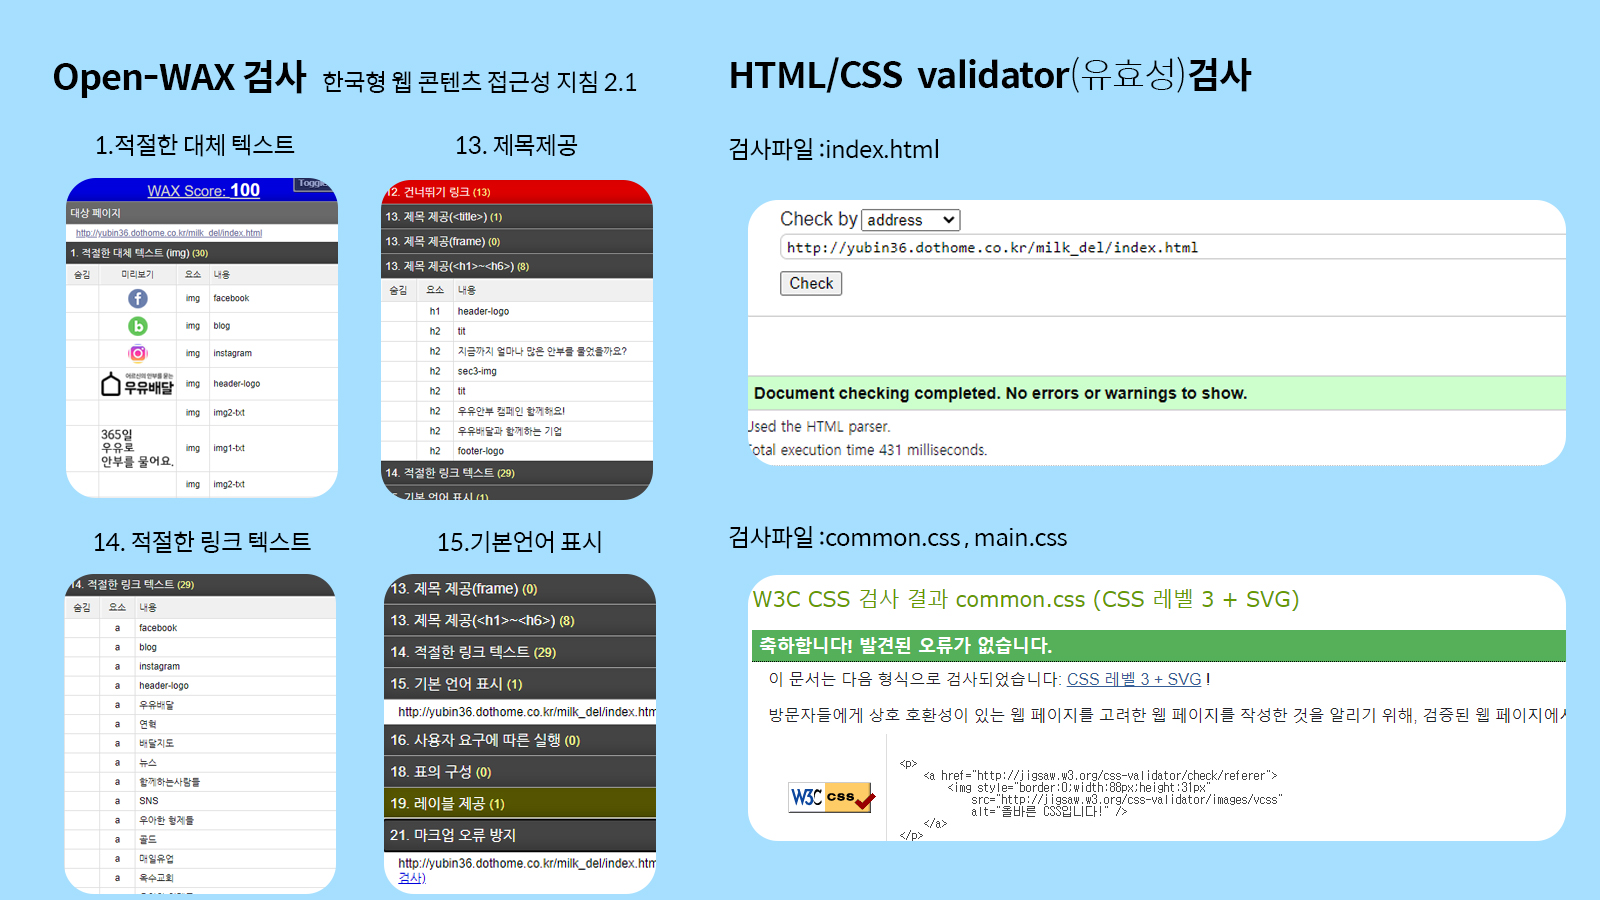 Open-WAX 검사 한국형 웹 콘텐츠 접근성 지침 2.1
1.적절한 대체 텍스트
WAX Score: 100
Toggle
대상 페이지
http://yubin36.dothome.co.kr/milk_del/index.html
1. 적절한 대체 텍스트 (img) (30)
숨김 미리보기 요소 내용
img facebook
img blog
img instagram
어르신의 안부를 묻는
우유배달
img header-logo
img img2-txt
365일
우유로
안부를 물어요.
img img1-txt
img img2-txt
13. 제목제공
12. 건너뛰기 링크 (13)
13. 제목 제공(<title>) (1)
13. 제목 제공(frame) (0)
13. 제목 제공(<h1>~<h6>) (8)
숨김 요소 내용
h1 header-logo
h2 tit
h2 지금까지 얼마나 많은 안부를 물었을까요?
h2 sec3-img
h2 tit
h2 우유안부 캠페인 함께해요!
h2 우유배달과 함께하는 기업
h2 footer-logo
14. 적절한 링크 텍스트 (29)
15. 기본 언어 표시 (1)
14. 적절한 링크 텍스트
14. 적절한 링크 텍스트 (29)
숨김 요소 내용
a facebook
a blog
a instagram
a header-logo
a 우유배달
a 연혁
a 배달지도
a 뉴스
a 함께하는사람들
a SNS
a 우아한 형제들
a 골드
a 매일유업
a 옥수교회
15.기본언어 표시
13. 제목 제공(frame) (0)
13. 제목 제공(<h1>~<h6>) (8)
14. 적절한 링크 텍스트 (29)
15. 기본 언어 표시 (1)
http://yubin36.dothome.co.kr/milk_del/index.htm
16. 사용자 요구에 따른 실행 (0)
18. 표의 구성 (0)
19. 레이블 제공 (1)
21. 마크업 오류 방지
http://yubin36.dothome.co.kr/milk_del/index.htm
검사)
HTML/CSS validator(유효성)검사
검사파일 :index.html
Check by address
http://yubin36.dothome.co.kr/milk_del/index.html
Check
Document checking completed. No errors or warnings to show.
Used the HTML parser.
Total execution time 431 milliseconds.
검사파일 :common.css , main.css
W3C CSS 검사 결과 common.css (CSS 레벨 3 + SVG)
축하합니다! 발견된 오류가 없습니다.
이 문서는 다음 형식으로 검사되었습니다: CSS 레벨 3 + SVG !
방문자들에게 상호 호환성이 있는 웹 페이지를 고려한 웹 페이지를 작성한 것을 알리기 위해, 검증된 웹 페이지에서
W3C css
<p>
<a href="http://jigsaw.w3.org/css-validator/check/referer">
<img style="border:0;width:88px;height:31px"
src="http://jigsaw.w3.org/css-validator/images/vcss"
alt="올바른 CSS입니다!" />
</a>
</p>